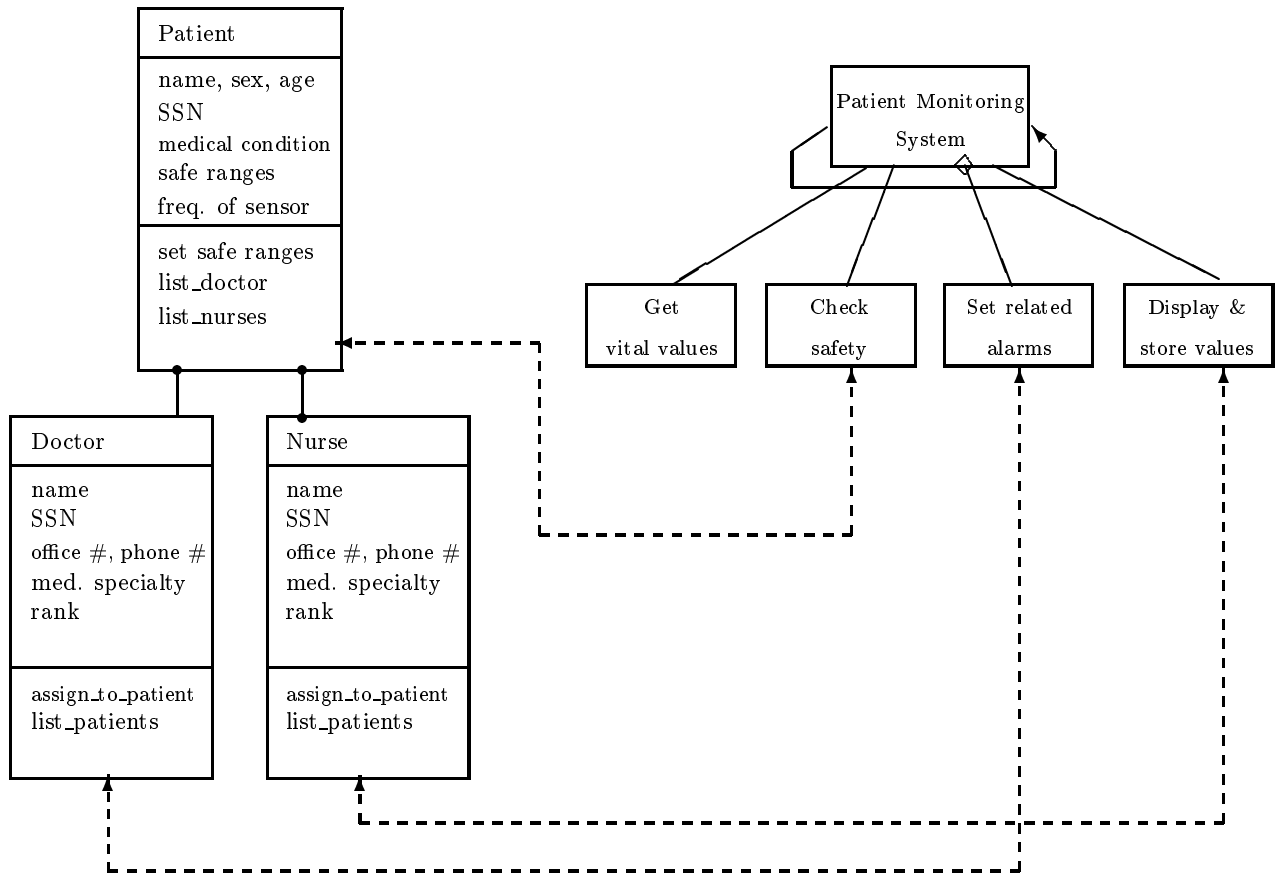 Patient
name, sex, age
SSN
medical condition
safe ranges
freq. of sensor
set safe ranges
list_doctor
list_nurses
Patient Monitoring
System
Get
vital values
Check
safety
Set related
alarms
Display &
store values
Doctor
name
SSN
office #, phone #
med. specialty
rank
assign_to_patient
list_patients
Nurse
name
SSN
office #, phone #
med. specialty
rank
assign_to_patient
list_patients